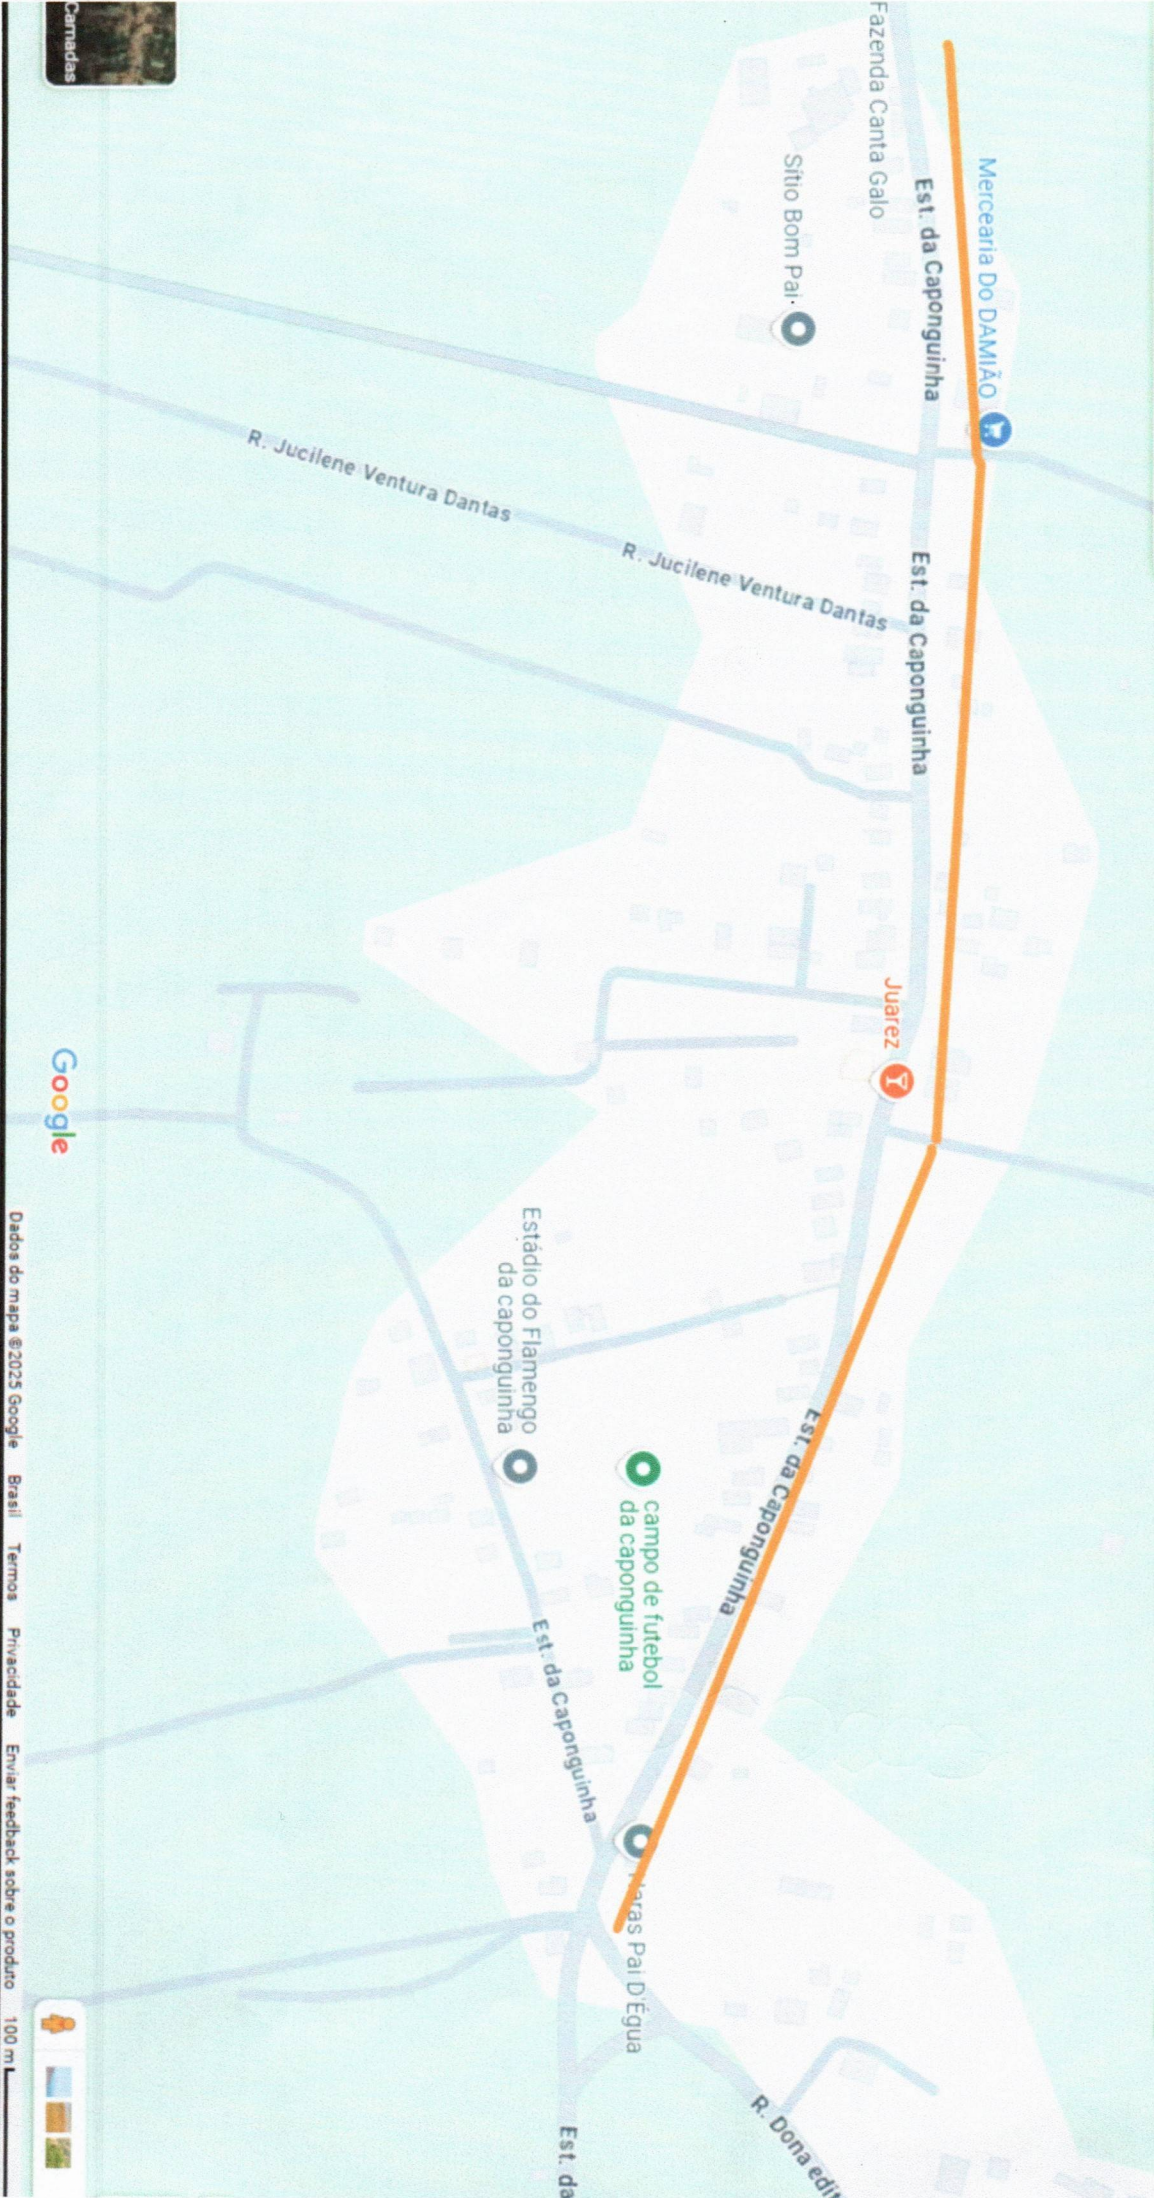 Fazenda Canta Galo
Mercearia Do DAMIÃO
Sítio Bom Pai
Est. da Caponguinha
Est. da Caponguinha
R. Jucilene Ventura Dantas
R. Jucilene Ventura Dantas
Juarez
Estádio do Flamengo
da caponguinha
campo de futebol
da caponguinha
Est. da Caponguinha
Est. da Caponguinha
Haras Pai D'Égua
R. Dona edit
Est. da
Camadas
Google
Dados do mapa ©2025 Google Brasil Termos Privacidade Enviar feedback sobre o produto 100 m